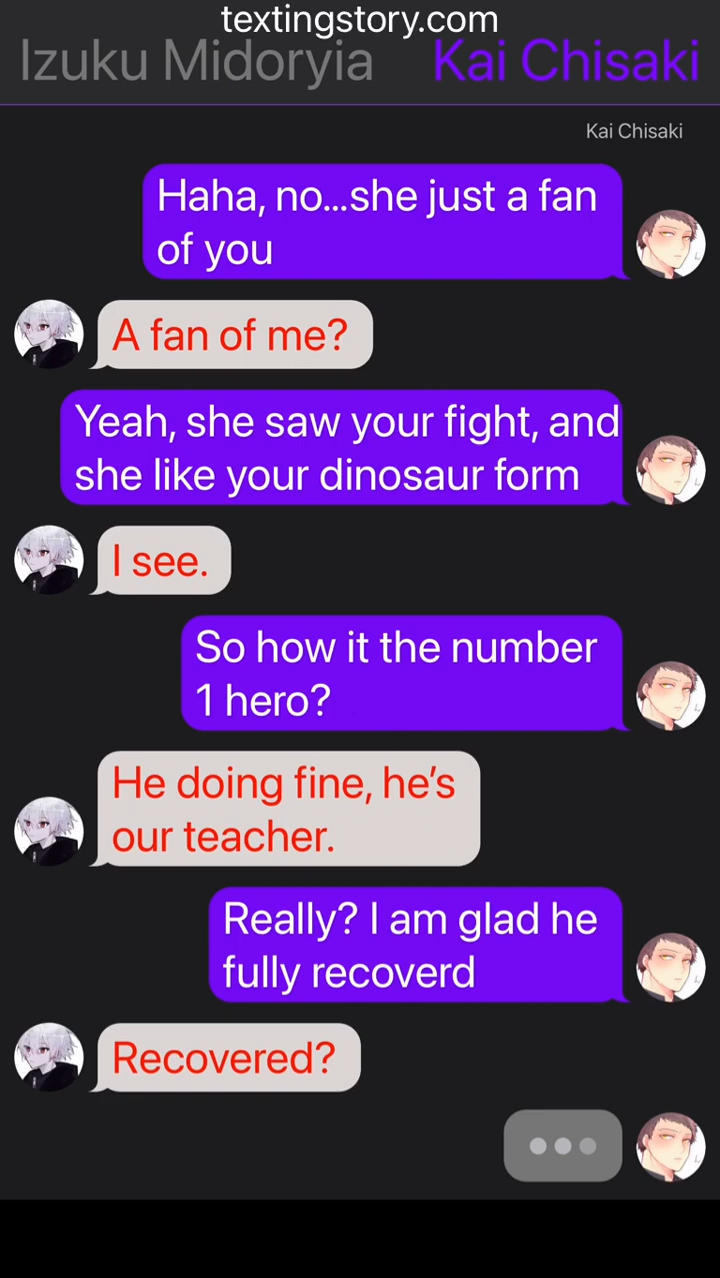 textingstory.com
Izuku Midoryia Kai Chisaki
Kai Chisaki
Haha, no...she just a fan
of you
A fan of me?
Yeah, she saw your fight, and
she like your dinosaur form
I see.
So how it the number
1 hero?
He doing fine, he’s
our teacher.
Really? I am glad he
fully recoverd
Recovered?